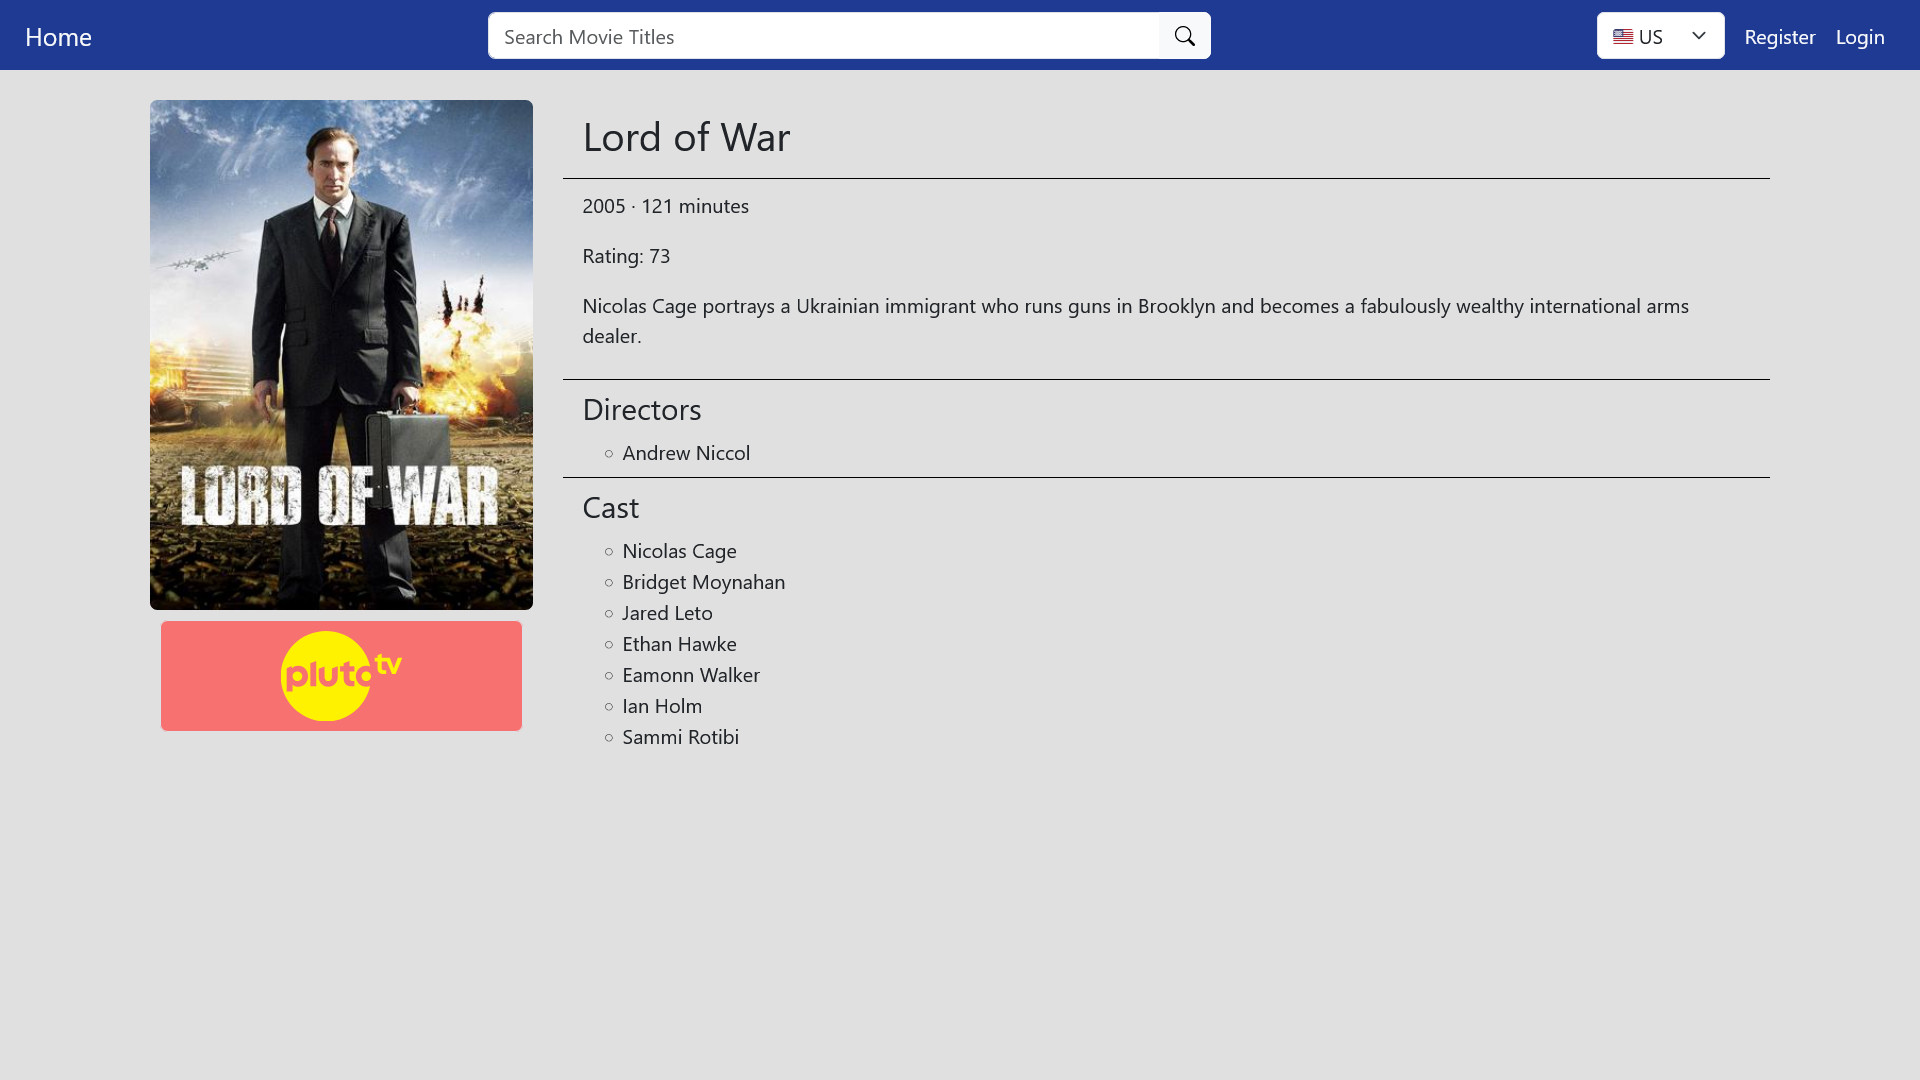 Home
Search Movie Titles
US
Register
Login
LORD OF WAR
pluto tv
Lord of War
2005 · 121 minutes
Rating: 73
Nicolas Cage portrays a Ukrainian immigrant who runs guns in Brooklyn and becomes a fabulously wealthy international arms
dealer.
Directors
Andrew Niccol
Cast
Nicolas Cage
Bridget Moynahan
Jared Leto
Ethan Hawke
Eamonn Walker
Ian Holm
Sammi Rotibi